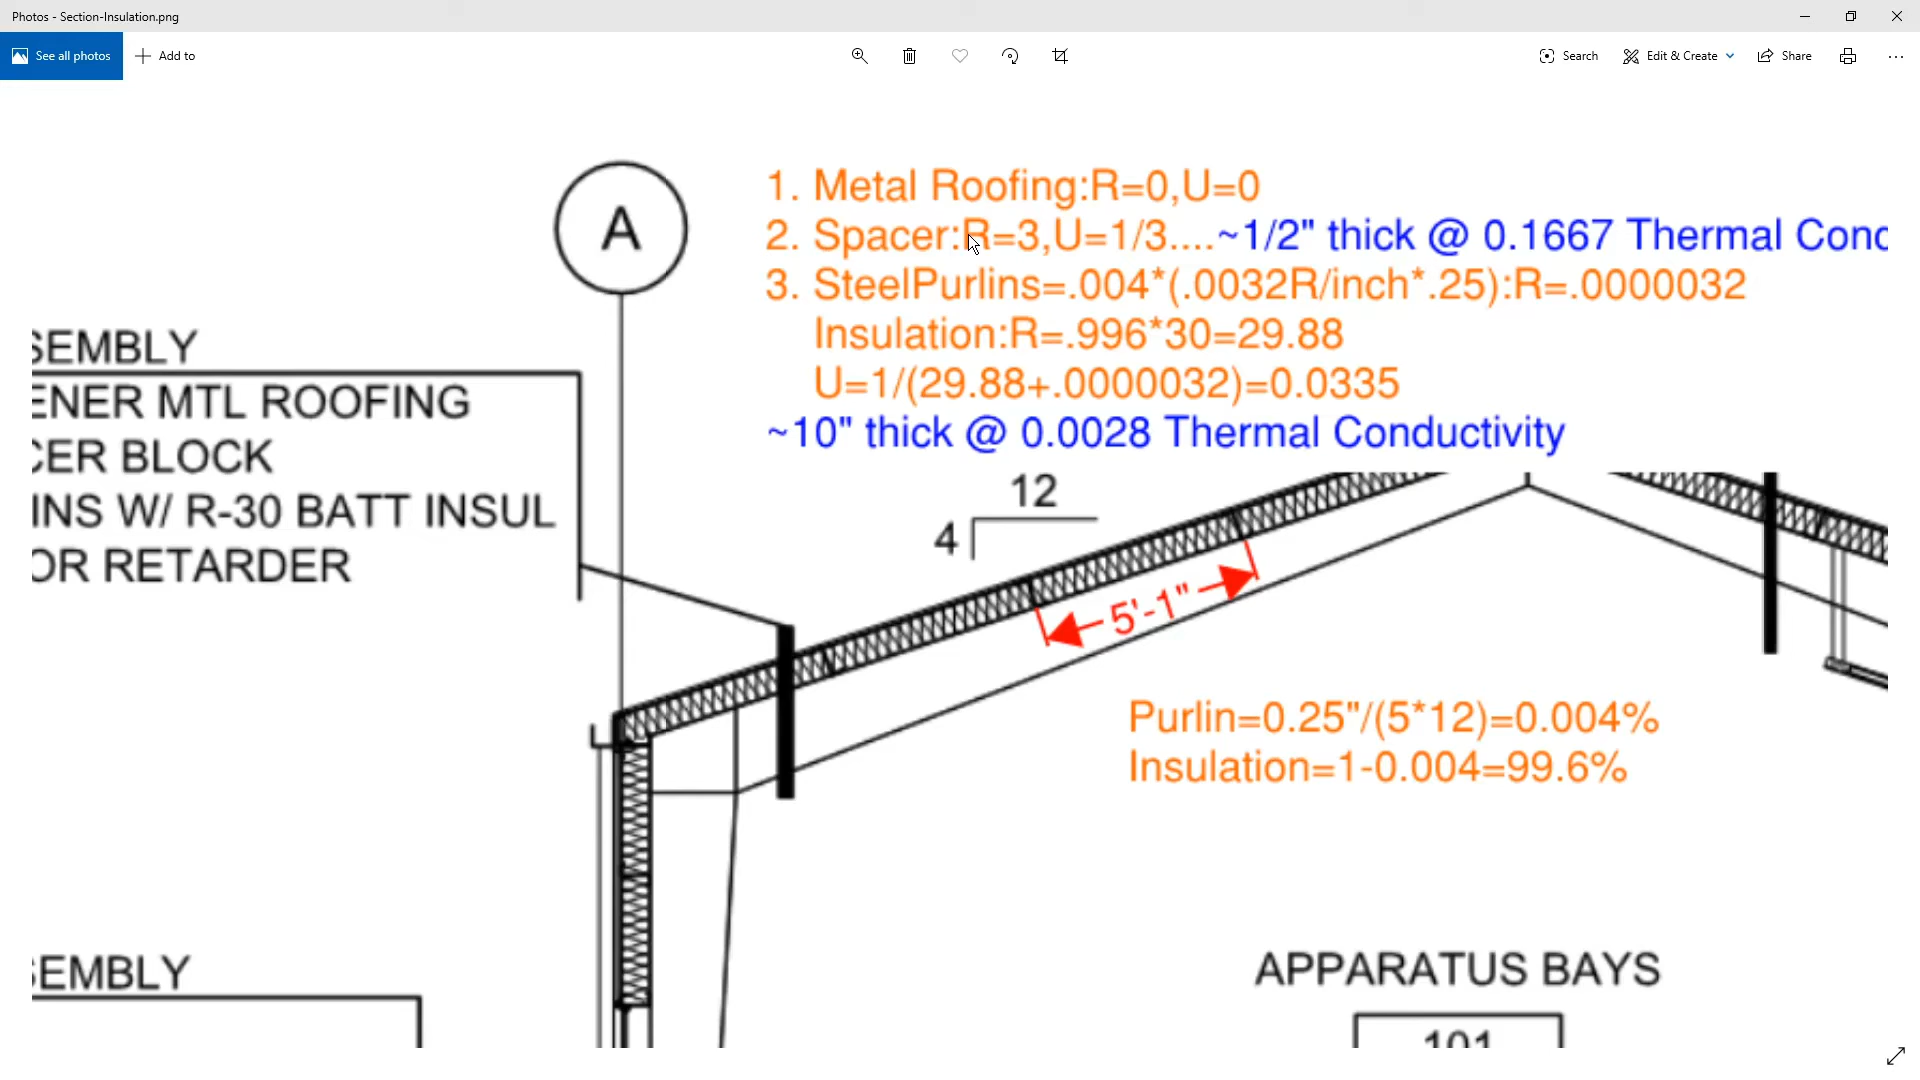 Photos - Section-Insulation.png
See all photos
Add to
Search
Edit & Create
Share
A
1. Metal Roofing:R=0,U=0
2. Spacer:R=3,U=1/3....~1/2" thick @ 0.1667 Thermal Conc
3. SteelPurlins=.004*(.0032R/inch*.25):R=.0000032
Insulation:R=.996*30=29.88
U=1/(29.88+.0000032)=0.0335
~10" thick @ 0.0028 Thermal Conductivity
SEMBLY
ENER MTL ROOFING
CER BLOCK
INS W/ R-30 BATT INSUL
OR RETARDER
12
4
5'-1"
Purlin=0.25"/(5*12)=0.004%
Insulation=1-0.004=99.6%
SEMBLY
APPARATUS BAYS
101